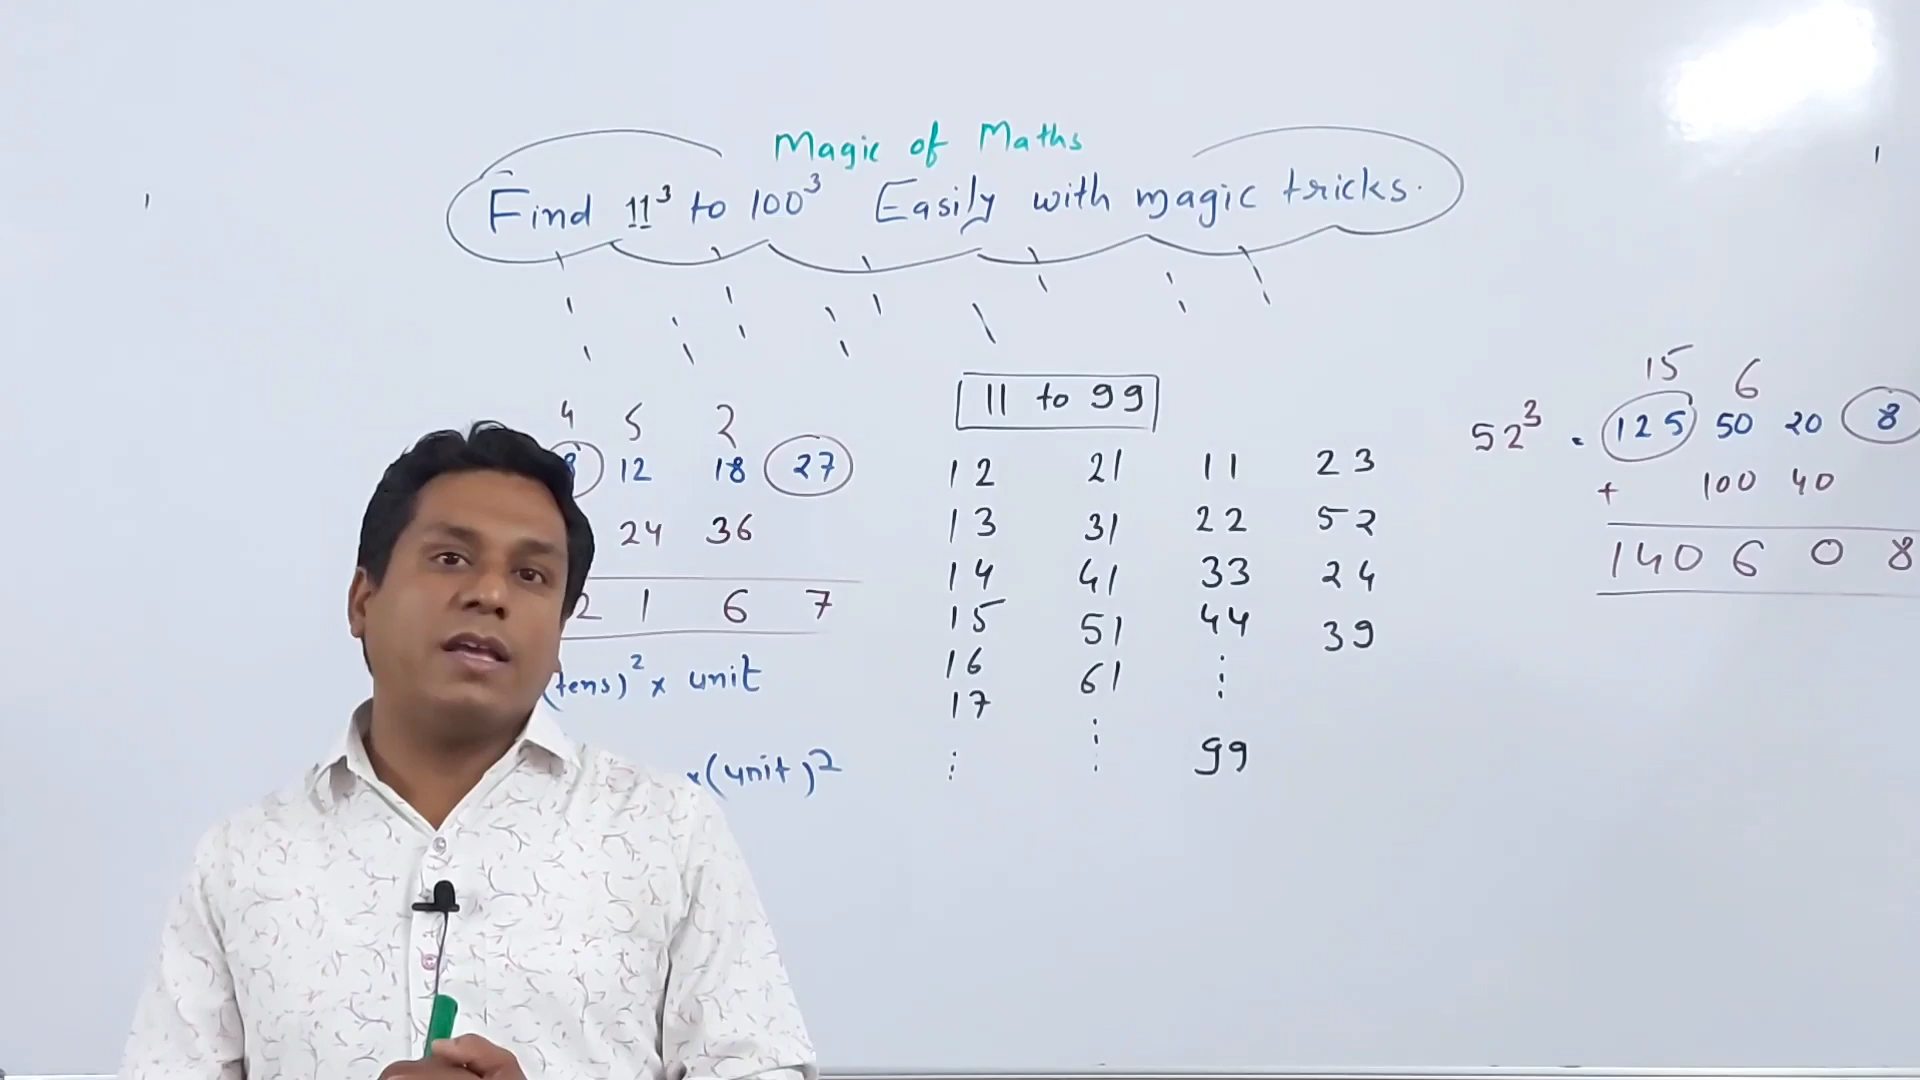 Magic of Maths
Find 11³ to 100³ Easily with magic tricks.
4 5 2
8 12 18 27
24 36
2 1 6 7
(tens)² × unit
×(unit)²
11 to 99
12 21 11 23
13 31 22 52
14 41 33 24
15 51 44 39
16 61 ⋮
17 ⋮
⋮ 99
15 6
52³ = 125 50 20 8
+ 100 40
140 6 0 8